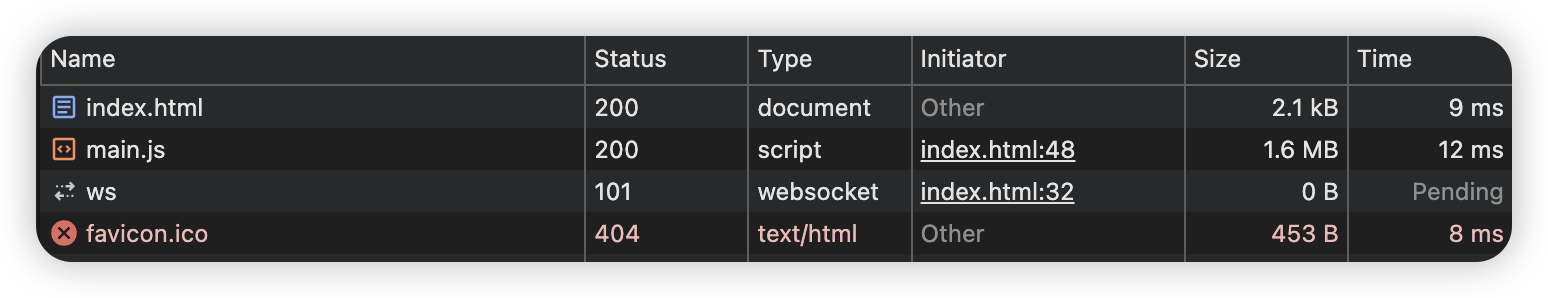 Name Status Type Initiator Size Time
index.html 200 document Other 2.1 kB 9 ms
main.js 200 script index.html:48 1.6 MB 12 ms
ws 101 websocket index.html:32 0 B Pending
favicon.ico 404 text/html Other 453 B 8 ms